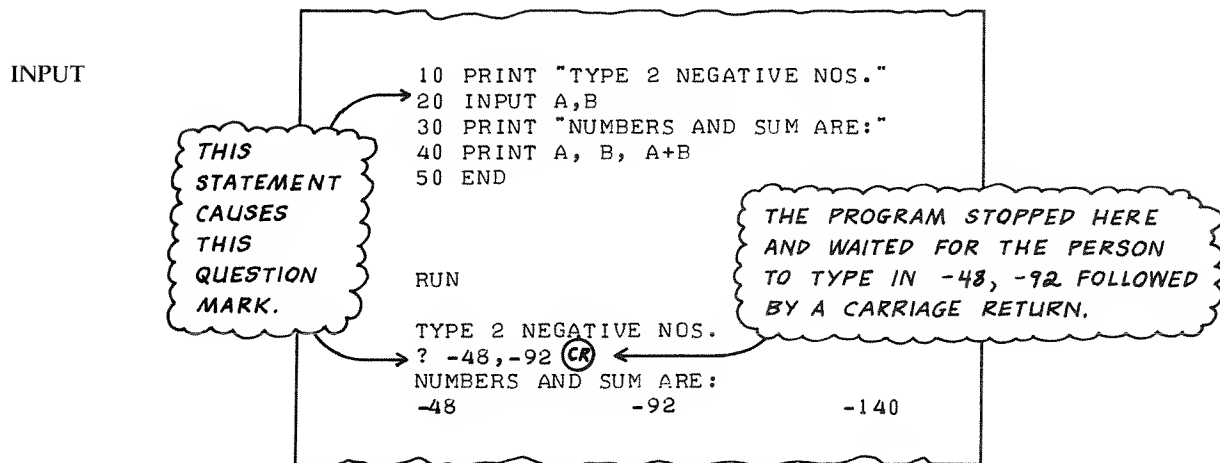 INPUT
10 PRINT "TYPE 2 NEGATIVE NOS."
20 INPUT A,B
30 PRINT "NUMBERS AND SUM ARE:"
40 PRINT A, B, A+B
50 END
THIS
STATEMENT
CAUSES
THIS
QUESTION
MARK.
THE PROGRAM STOPPED HERE
AND WAITED FOR THE PERSON
TO TYPE IN -48, -92 FOLLOWED
BY A CARRIAGE RETURN.
RUN
TYPE 2 NEGATIVE NOS.
? -48,-92 CR
NUMBERS AND SUM ARE:
-48 -92 -140